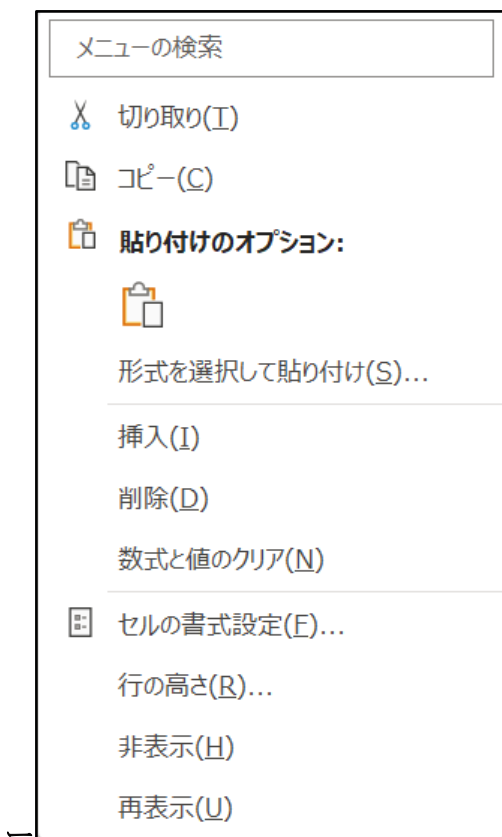 メニューの検索
切り取り(T)
コピー(C)
貼り付けのオプション:
形式を選択して貼り付け(S)...
挿入(I)
削除(D)
数式と値のクリア(N)
セルの書式設定(F)...
行の高さ(R)...
非表示(H)
再表示(U)